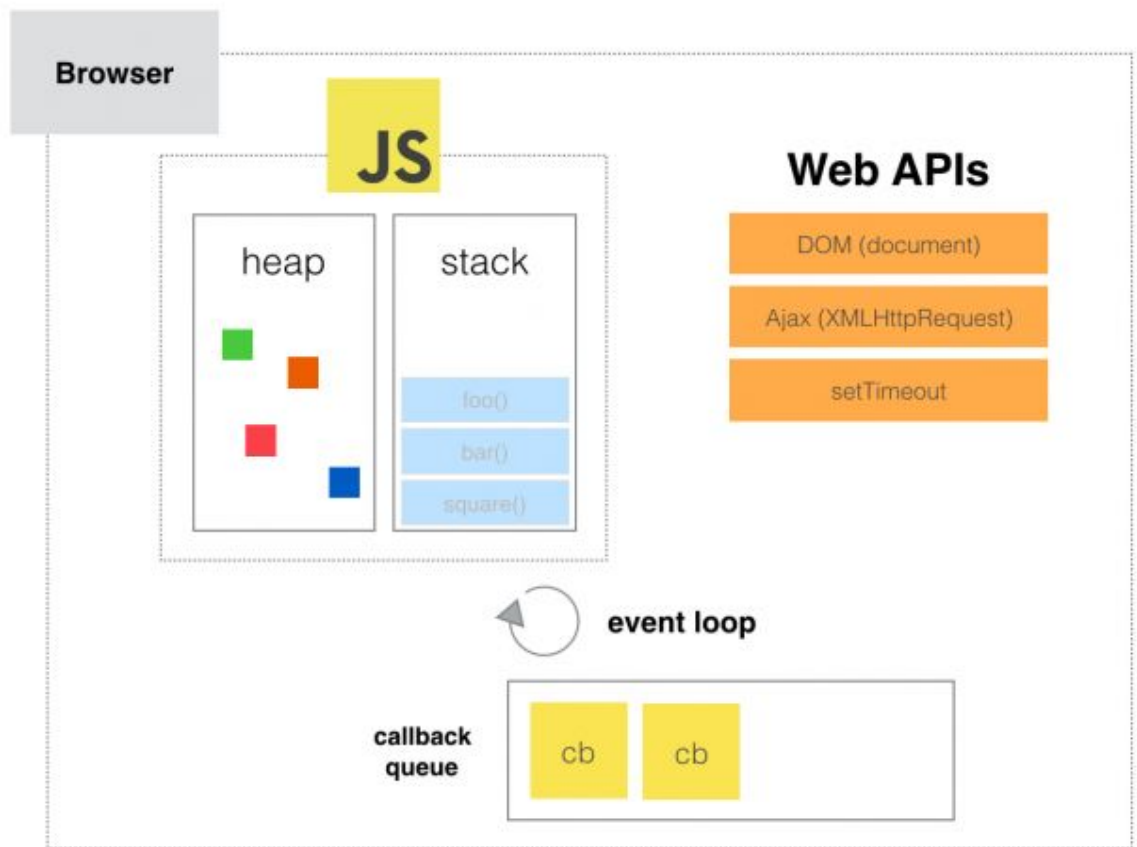 Browser
JS
Web APIs
heap
stack
DOM (document)
Ajax (XMLHttpRequest)
setTimeout
foo()
bar()
square()
event loop
callback
queue
cb
cb